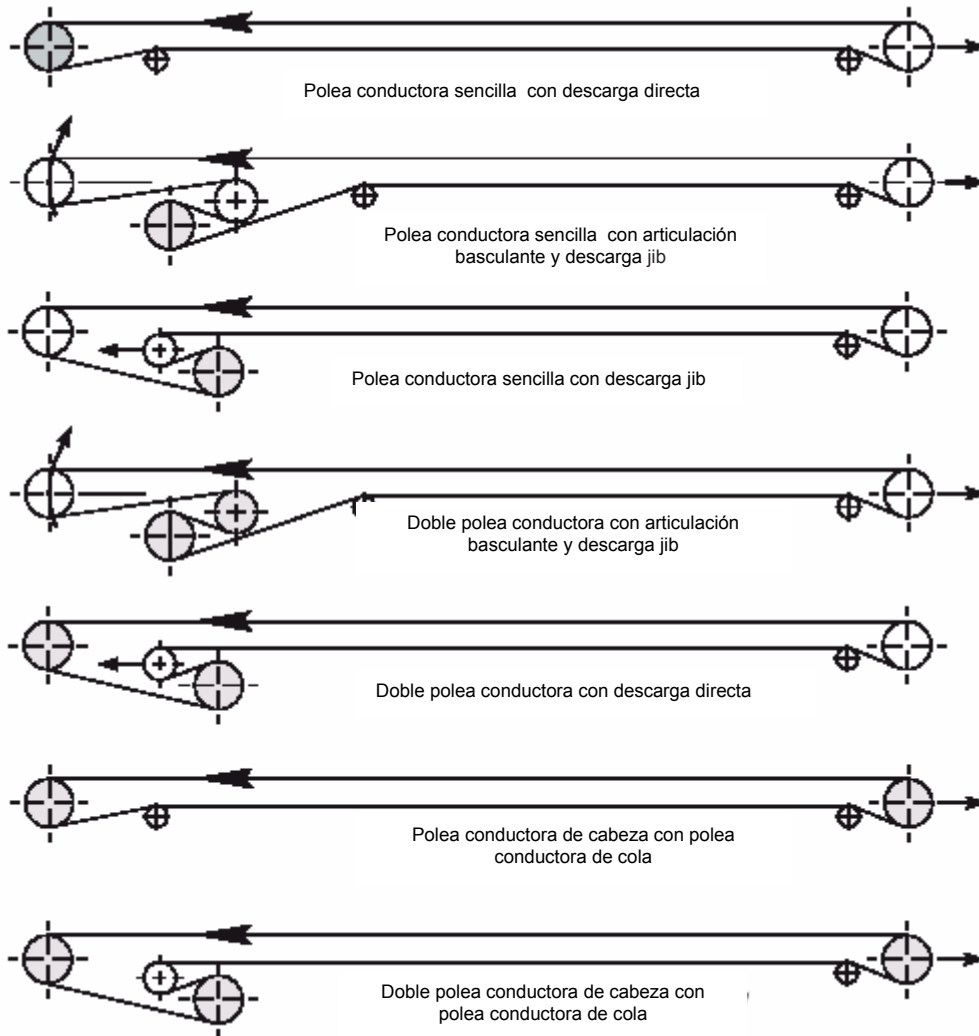 Polea conductora sencilla con descarga directa
Polea conductora sencilla con articulación
basculante y descarga jib
Polea conductora sencilla con descarga jib
Doble polea conductora con articulación
basculante y descarga jib
Doble polea conductora con descarga directa
Polea conductora de cabeza con polea
conductora de cola
Doble polea conductora de cabeza con
polea conductora de cola